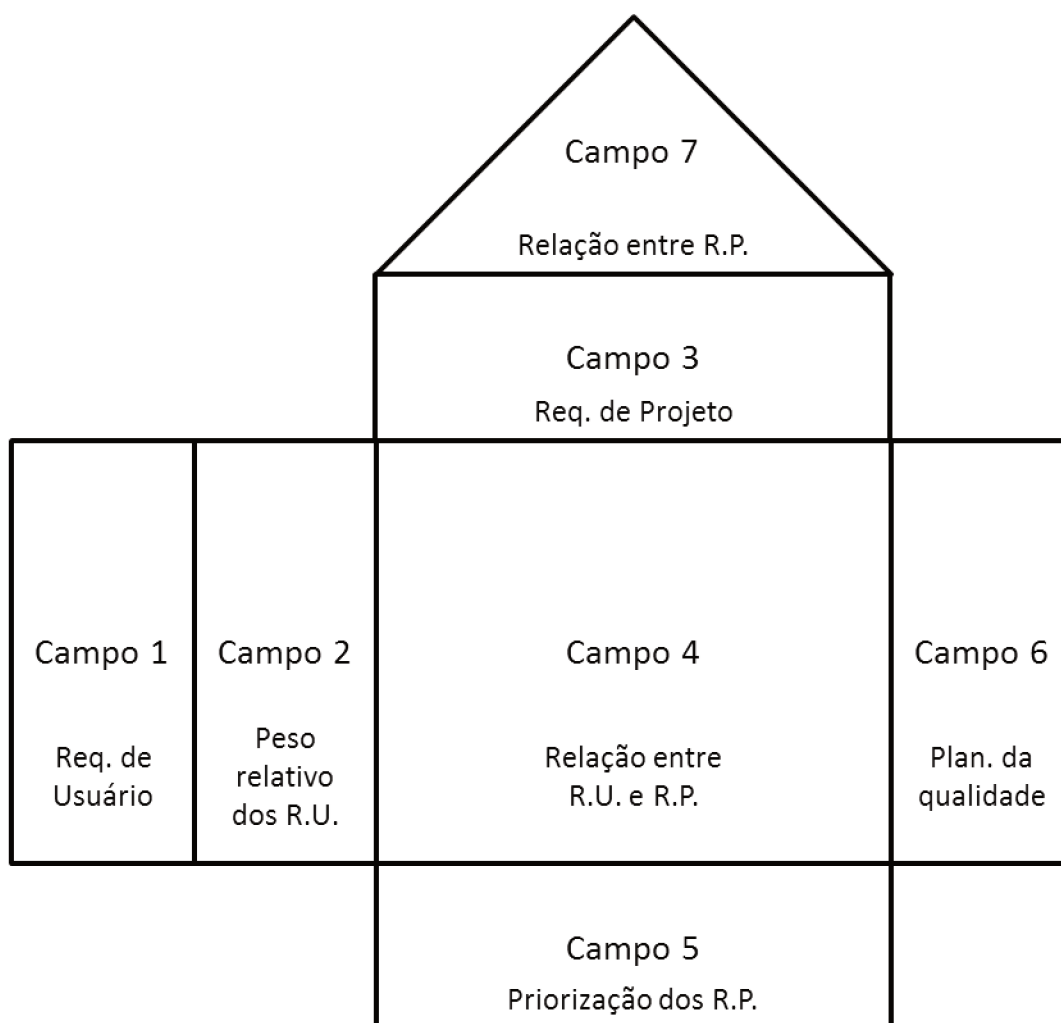 Campo 7
Relação entre R.P.
Campo 3
Req. de Projeto
Campo 1
Req. de
Usuário
Campo 2
Peso
relativo
dos R.U.
Campo 4
Relação entre
R.U. e R.P.
Campo 6
Plan. da
qualidade
Campo 5
Priorização dos R.P.